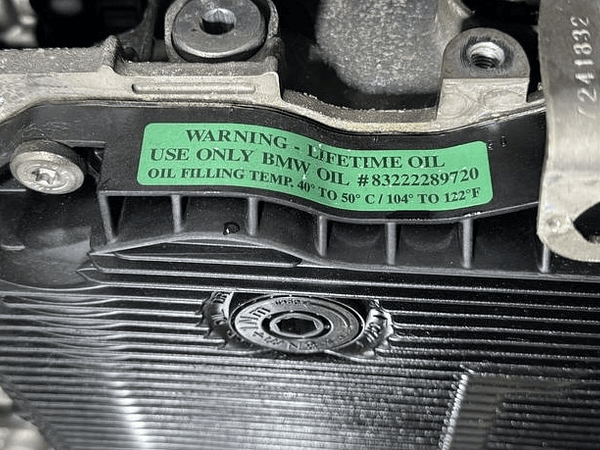 WARNING - LIFETIME OIL
USE ONLY BMW OIL #83222289720
OIL FILLING TEMP. 40° TO 50° C / 104° TO 122°F